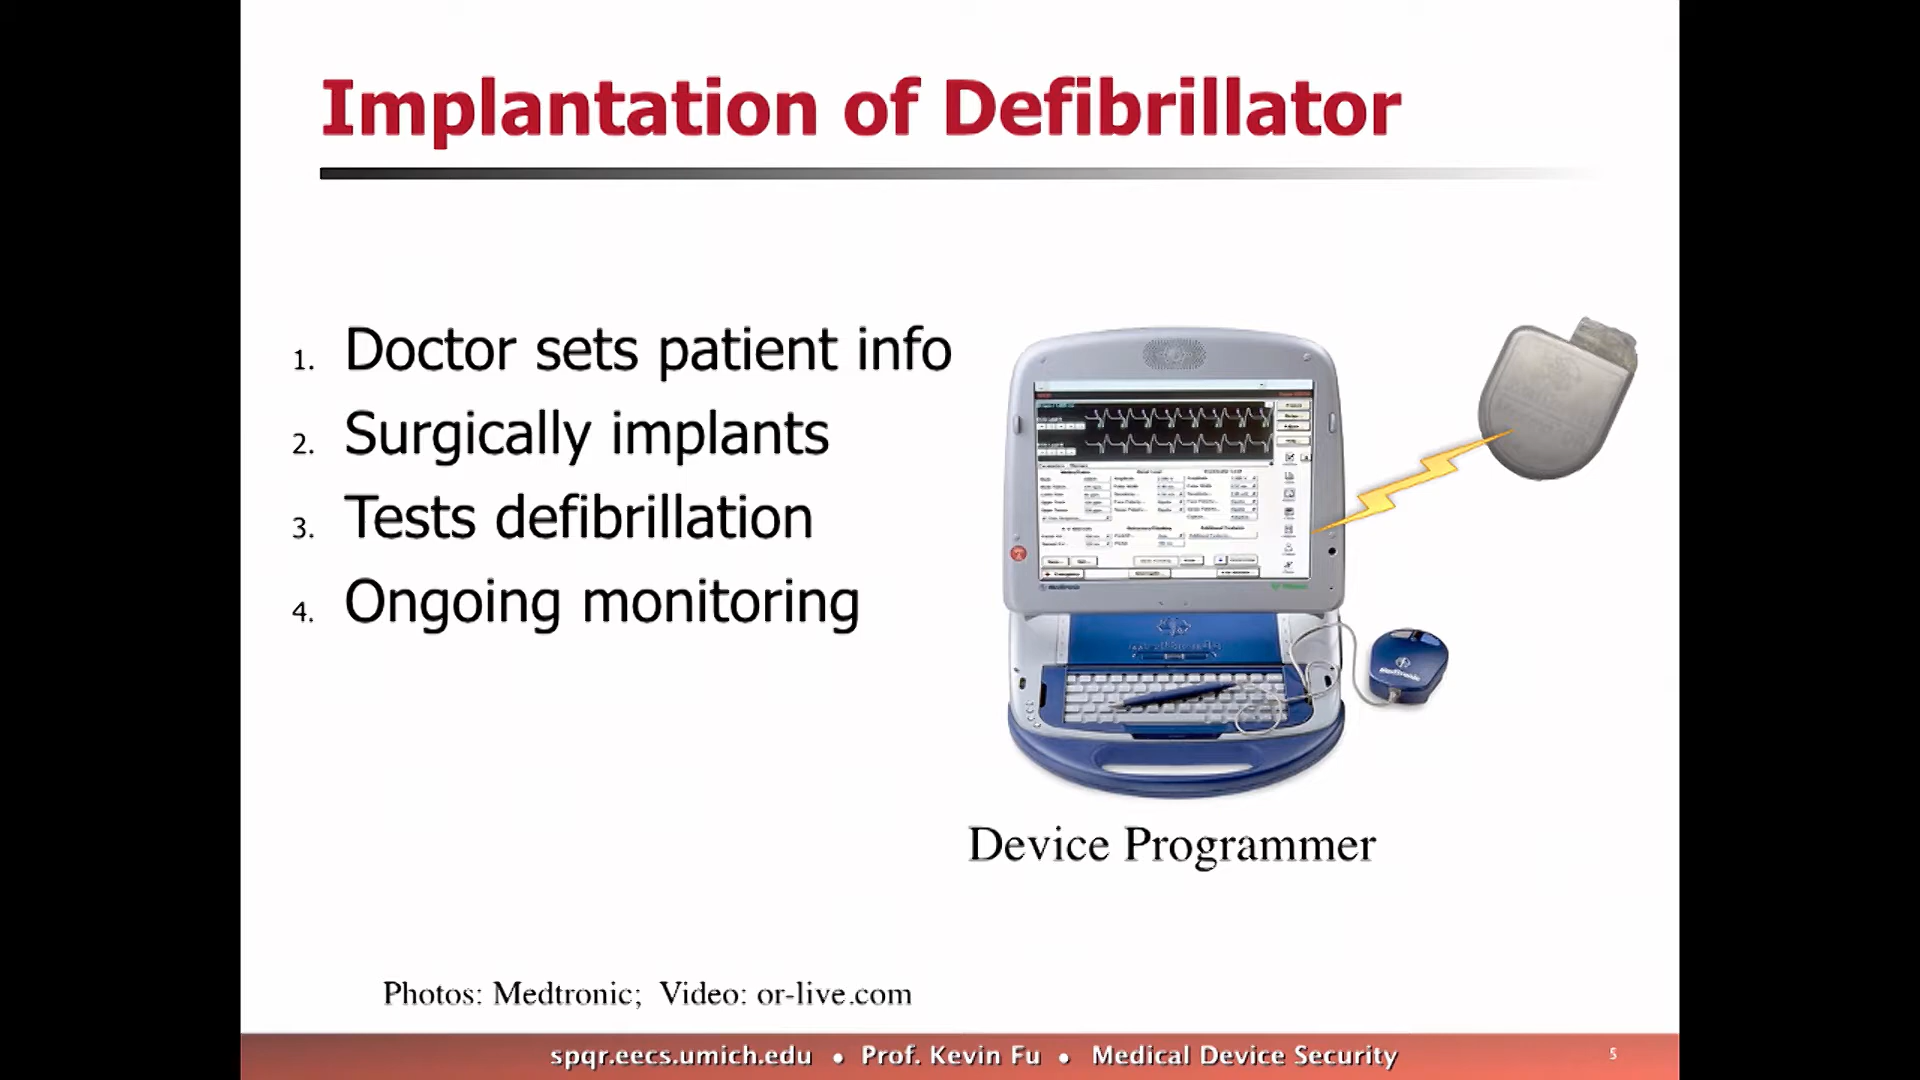 Implantation of Defibrillator
1. Doctor sets patient info
2. Surgically implants
3. Tests defibrillation
4. Ongoing monitoring
Medtronic
Device Programmer
Photos: Medtronic;  Video: or-live.com
spqr.eecs.umich.edu • Prof. Kevin Fu • Medical Device Security
5